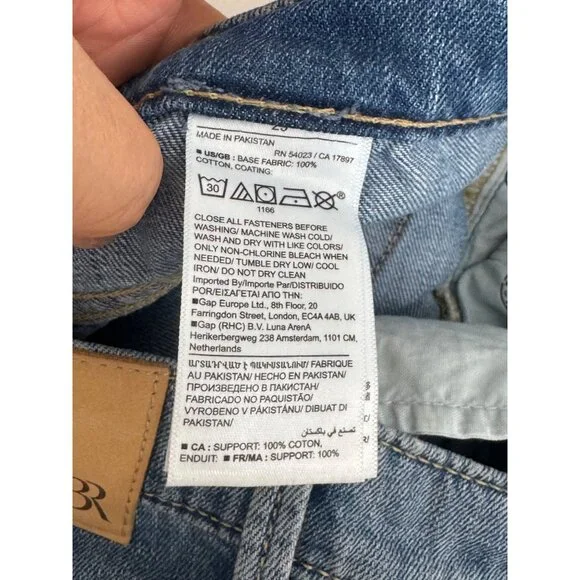 MADE IN PAKISTAN
RN 54023 / CA 17897
■ US/GB : BASE FABRIC: 100%
COTTON, COATING:
30
1166
CLOSE ALL FASTENERS BEFORE
WASHING/ MACHINE WASH COLD/
WASH AND DRY WITH LIKE COLORS/
ONLY NON-CHLORINE BLEACH WHEN
NEEDED/ TUMBLE DRY LOW/ COOL
IRON/ DO NOT DRY CLEAN
Imported By/Importe Par/DISTRIBUIDO
POR/ΕΙΣΑΓΕΤΑΙ ΑΠΟ ΤΗΝ:
■Gap Europe Ltd., 8th Floor, 20
Farringdon Street, London, EC4A 4AB, UK
■Gap (RHC) B.V. Luna ArenA
Herikerbergweg 238 Amsterdam, 1101 CM,
Netherlands
ԱՐՏԱԴՐՎԱԾ Է ՊԱԿԻՍՏԱՆՈՒՄ/ FABRIQUE
AU PAKISTAN/ HECHO EN PAKISTAN/
ПРОИЗВЕДЕНО В ПАКИСТАН/
FABRICADO NO PAQUISTÃO/
VYROBENO V PÁKISTÁNU/ DIBUAT DI
PAKISTAN/
تصنع في باكستان
■ CA : SUPPORT: 100% COTON,
ENDUIT: ■ FR/MA : SUPPORT: 100%
BR